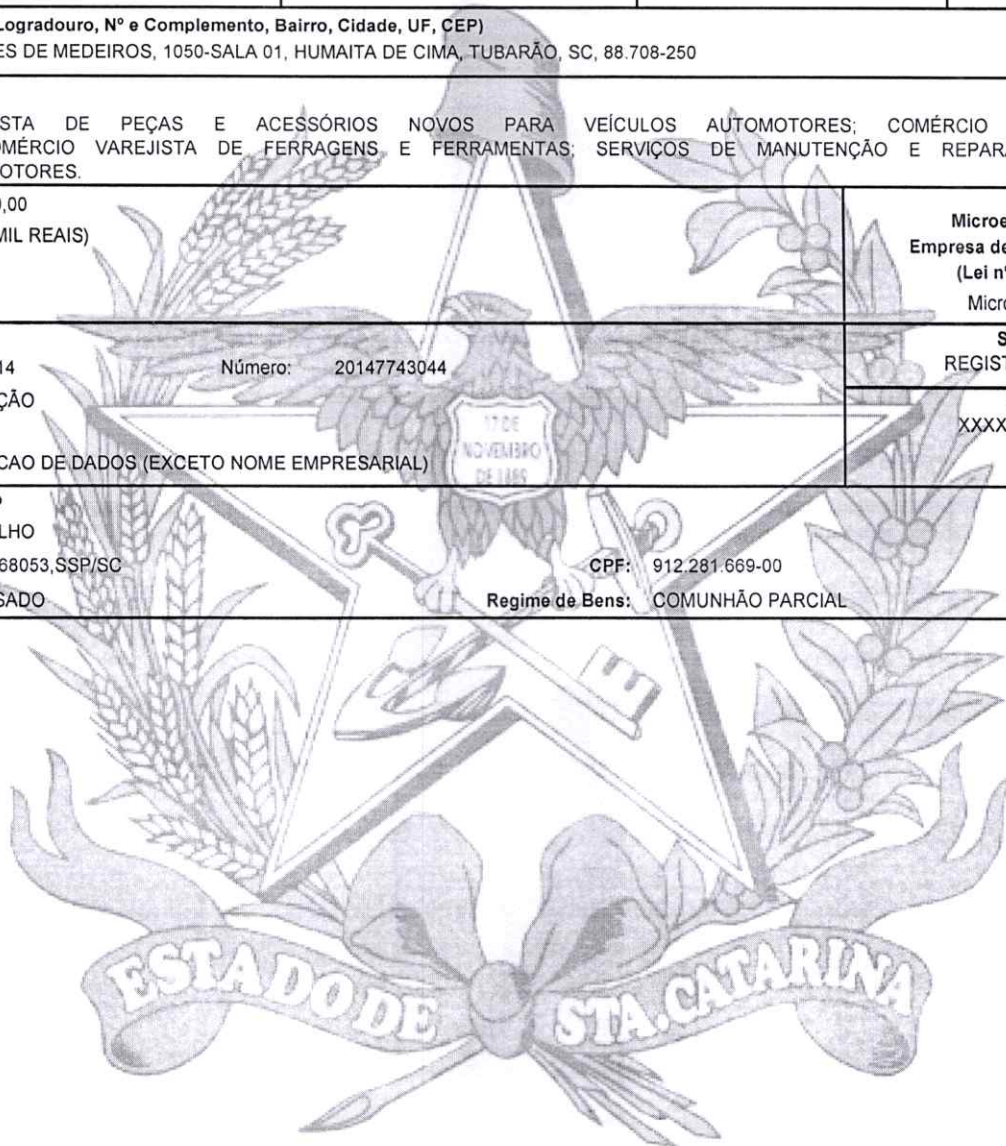 Logradouro, Nº e Complemento, Bairro, Cidade, UF, CEP)
ES DE MEDEIROS, 1050-SALA 01, HUMAITA DE CIMA, TUBARÃO, SC, 88.708-250
STA DE PEÇAS E ACESSÓRIOS NOVOS PARA VEÍCULOS AUTOMOTORES; COMÉRCIO
OMÉRCIO VAREJISTA DE FERRAGENS E FERRAMENTAS; SERVIÇOS DE MANUTENÇÃO E REPARA
OTORES.
0,00
MIL REAIS)
Microe
Empresa de
(Lei nº
Micro
14 Número: 20147743044
ÇÃO
CAO DE DADOS (EXCETO NOME EMPRESARIAL)
S
REGIST
XXXX
17 DE
NOVEMBRO
DE 1889
LHO
68053,SSP/SC CPF: 912.281.669-00
SADO Regime de Bens: COMUNHÃO PARCIAL
ESTADO DE STA. CATARINA